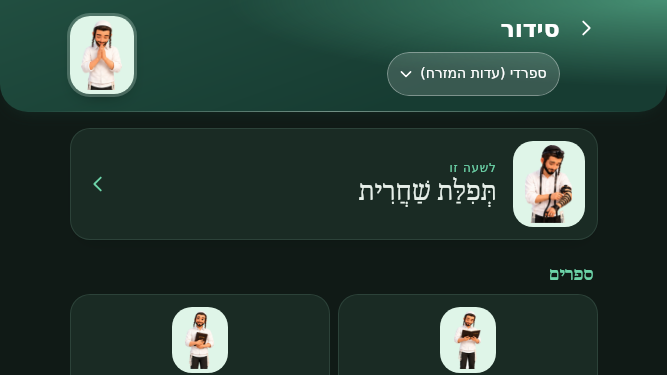 סידור
ספרדי (עדות המזרח)
לשעה זו
תְּפִלַּת שַׁחֲרִית
ספרים